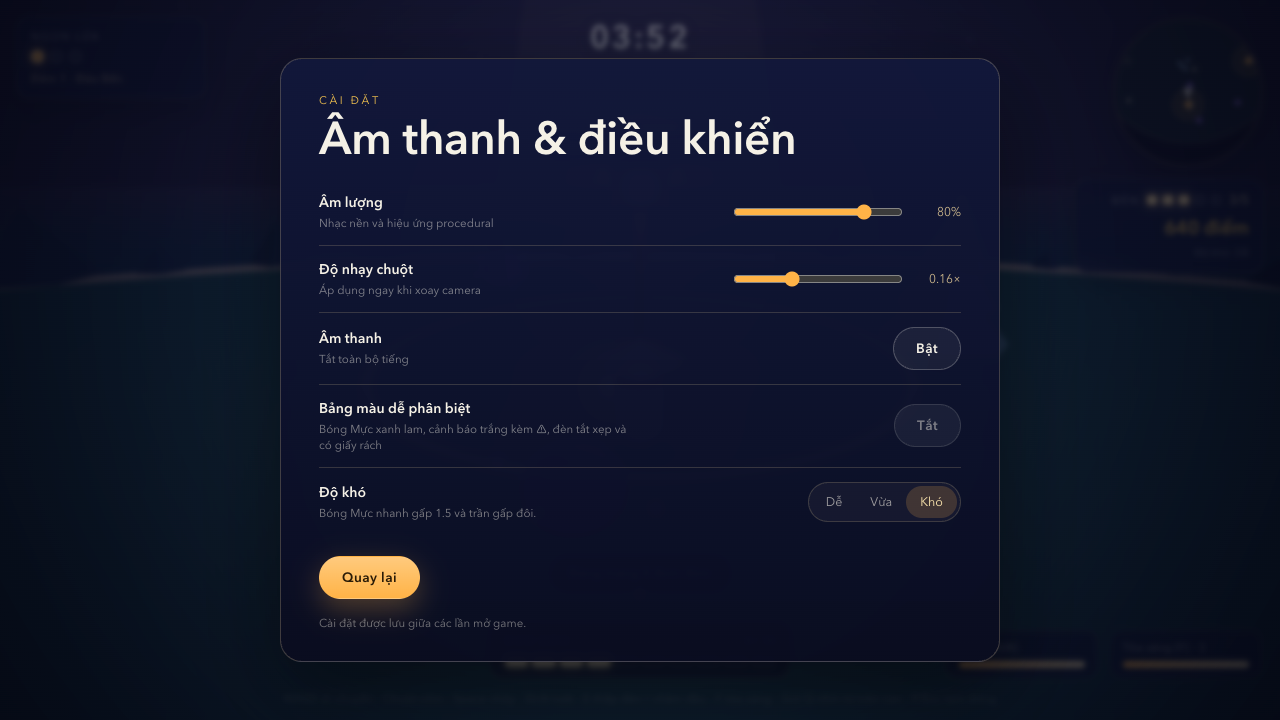 03:52
CÀI ĐẶT
Âm thanh & điều khiển
Âm lượng
Nhạc nền và hiệu ứng procedural
80%
Độ nhạy chuột
Áp dụng ngay khi xoay camera
0.16×
Âm thanh
Tắt toàn bộ tiếng
Bật
Bảng màu dễ phân biệt
Bóng Mực xanh lam, cảnh báo trắng kèm ⚠, đèn tắt xẹp và
có giấy rách
Tắt
Độ khó
Bóng Mực nhanh gấp 1.5 và trần gấp đôi.
Dễ Vừa Khó
Quay lại
Cài đặt được lưu giữa các lần mở game.